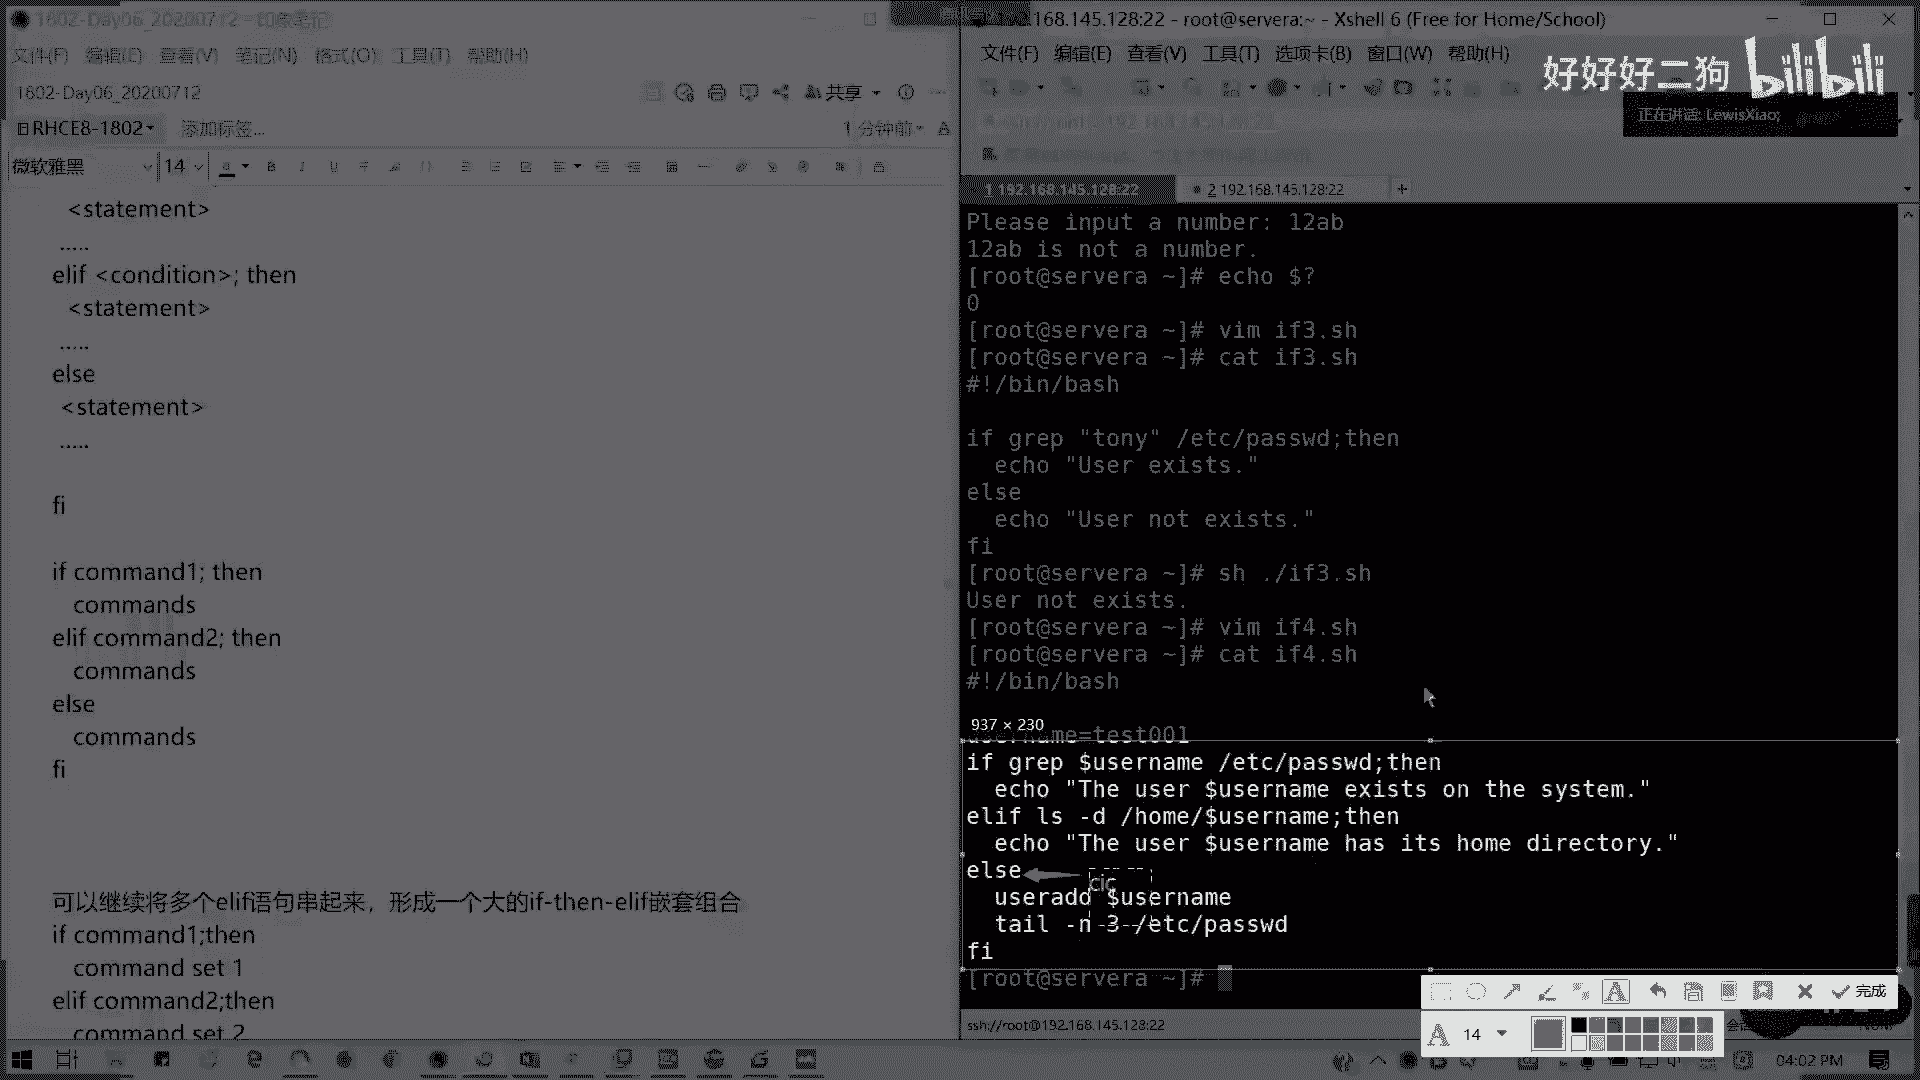 1802-Day06_20200712 - 印象笔记
文件(F) 编辑(E) 查看(V) 笔记(N) 格式(O) 工具(T) 帮助(H)
1802-Day06_20200712
共享
RHCE8-1802
添加标签...
1 分钟前
微软雅黑
14
<statement>
.....
elif <condition>; then
<statement>
.....
else
<statement>
.....
fi
if command1; then
commands
elif command2; then
commands
else
commands
fi
可以继续将多个elif语句串起来，形成一个大的if-then-elif嵌套组合
if command1;then
command set 1
elif command2;then
command set 2
192.168.145.128:22 - root@servera:~ - Xshell 6 (Free for Home/School)
文件(F) 编辑(E) 查看(V) 工具(T) 选项卡(B) 窗口(W) 帮助(H)
好好好二狗 bilibili
正在讲话: LewisXiao;
1 192.168.145.128:22
2 192.168.145.128:22
+
Please input a number: 12ab
12ab is not a number.
[root@servera ~]# echo $?
0
[root@servera ~]# vim if3.sh
[root@servera ~]# cat if3.sh
#!/bin/bash
if grep "tony" /etc/passwd;then
echo "User exists."
else
echo "User not exists."
fi
[root@servera ~]# sh ./if3.sh
User not exists.
[root@servera ~]# vim if4.sh
[root@servera ~]# cat if4.sh
#!/bin/bash
937 × 230
username=test001
if grep $username /etc/passwd;then
echo "The user $username exists on the system."
elif ls -d /home/$username;then
echo "The user $username has its home directory."
else
cic
useradd $username
tail -n 3 /etc/passwd
fi
[root@servera ~]#
完成
ssh://root@192.168.145.128:22
A 14
04:02 PM